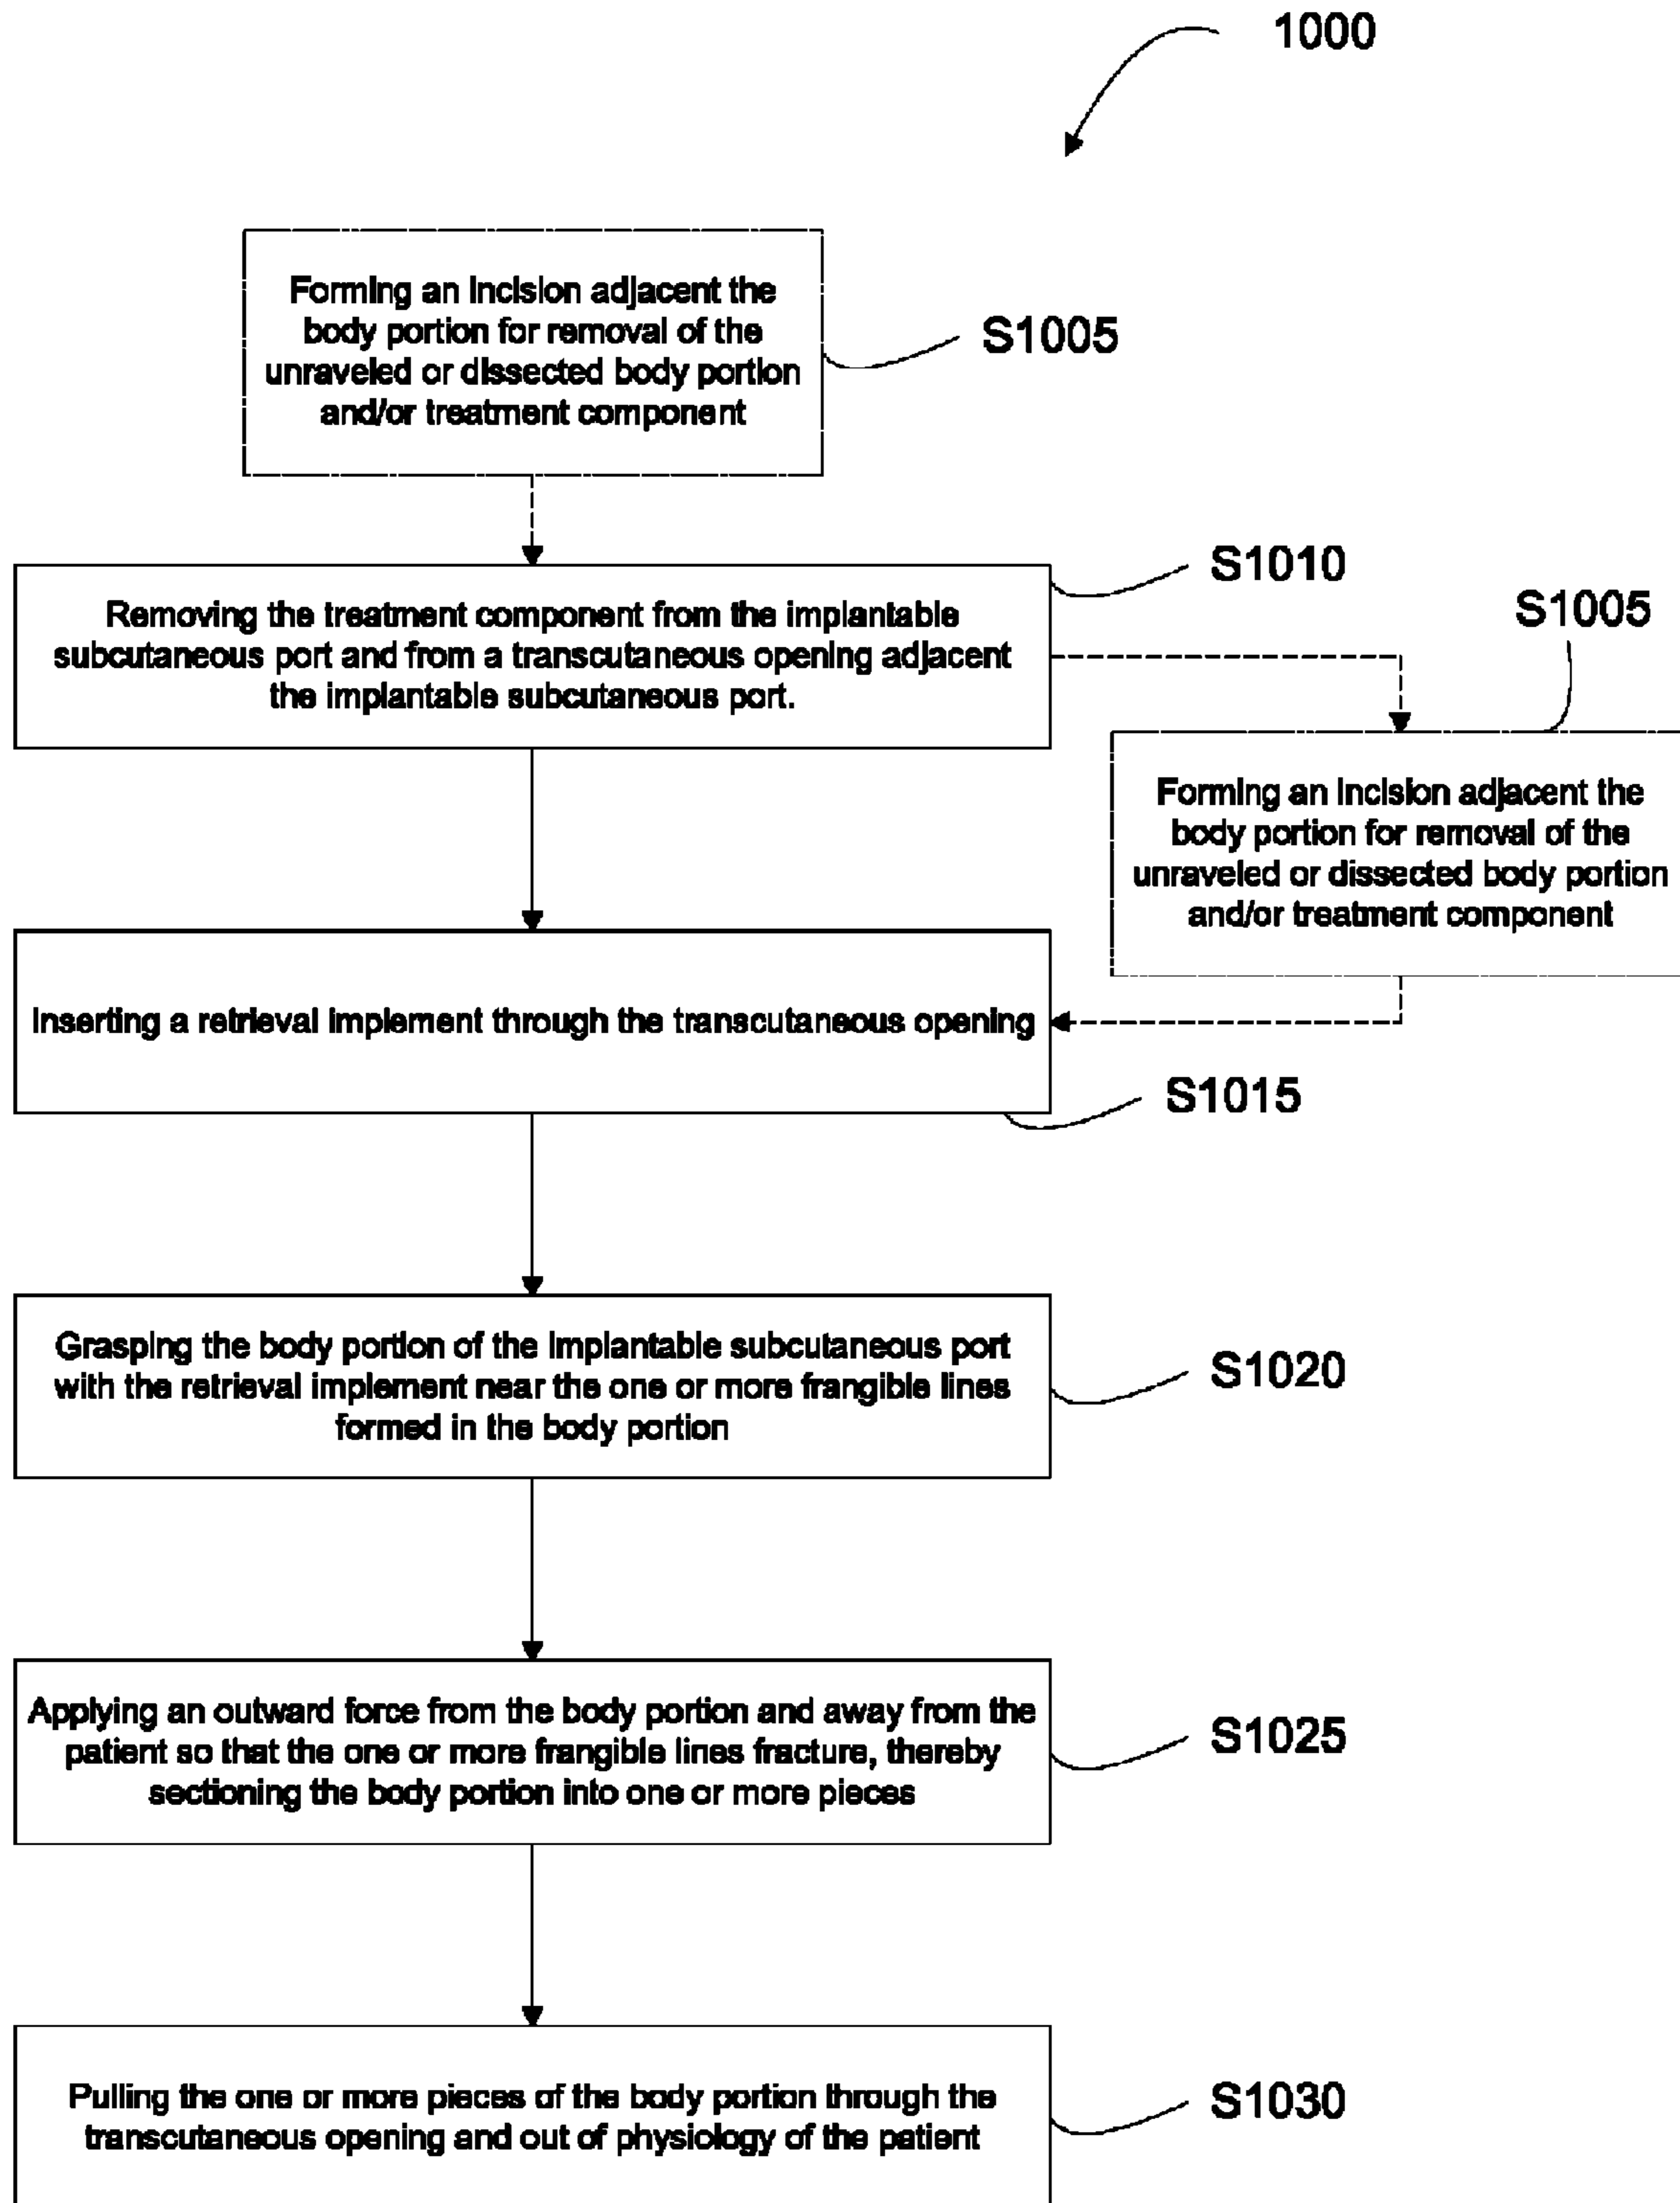 1000
Forming an incision adjacent the
body portion for removal of the
unraveled or dissected body portion
and/or treatment component
S1005
S1010
Removing the treatment component from the implantable
subcutaneous port and from a transcutaneous opening adjacent
the implantable subcutaneous port.
S1005
Forming an incision adjacent the
body portion for removal of the
unraveled or dissected body portion
and/or treatment component
Inserting a retrieval implement through the transcutaneous opening
S1015
Grasping the body portion of the implantable subcutaneous port
with the retrieval implement near the one or more frangible lines
formed in the body portion
S1020
Applying an outward force from the body portion and away from the
patient so that the one or more frangible lines fracture, thereby
sectioning the body portion into one or more pieces
S1025
Pulling the one or more pieces of the body portion through the
transcutaneous opening and out of physiology of the patient
S1030